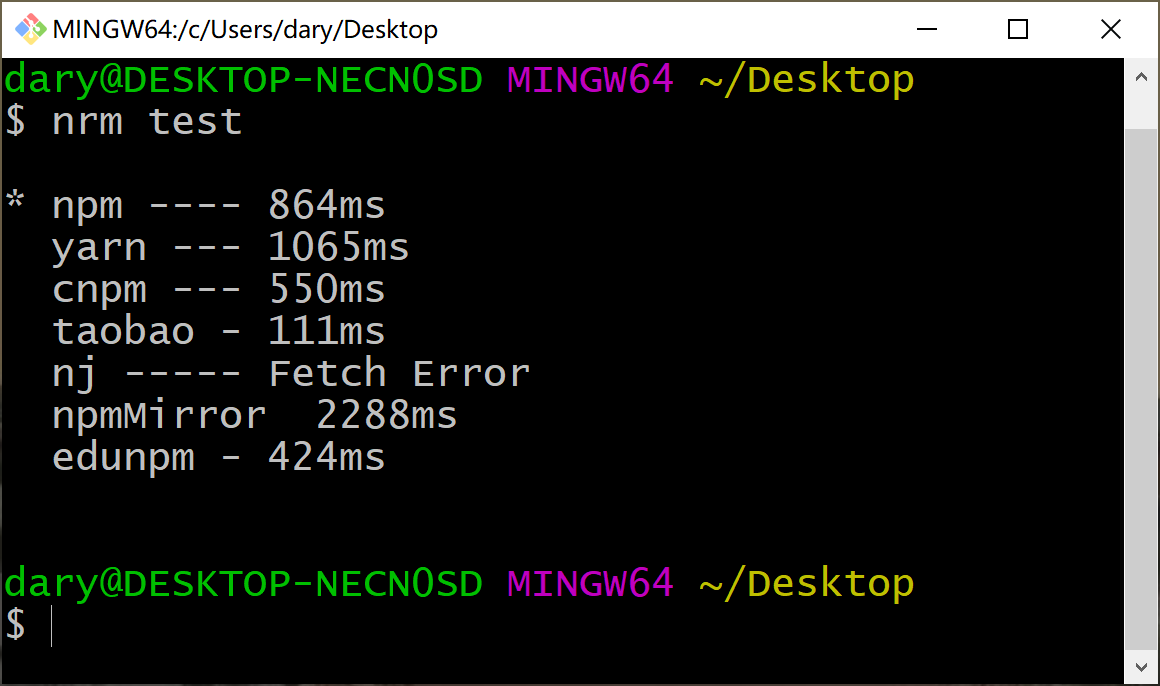 MINGW64:/c/Users/dary/Desktop
dary@DESKTOP-NECN0SD MINGW64 ~/Desktop
$ nrm test
* npm ---- 864ms
yarn --- 1065ms
cnpm --- 550ms
taobao - 111ms
nj ----- Fetch Error
npmMirror  2288ms
edunpm - 424ms
dary@DESKTOP-NECN0SD MINGW64 ~/Desktop
$